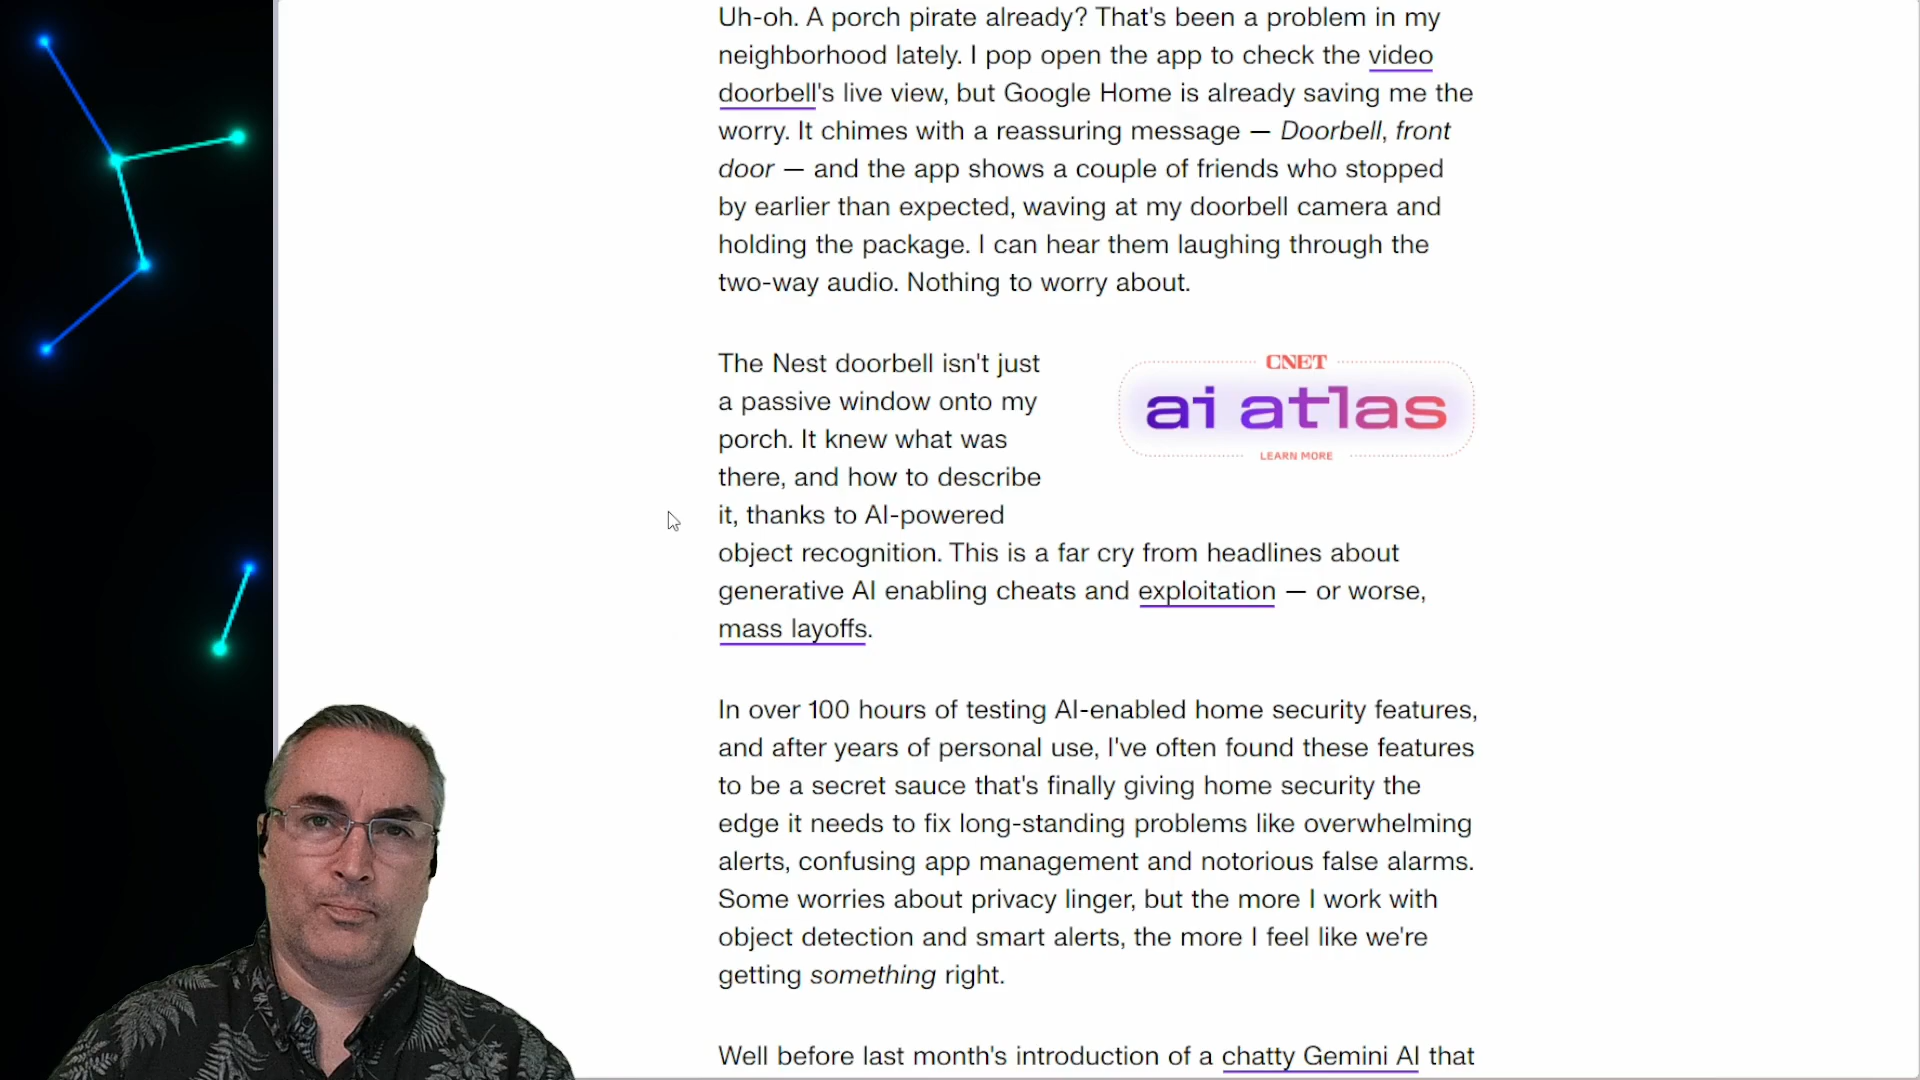 Uh-oh. A porch pirate already? That's been a problem in my
neighborhood lately. I pop open the app to check the video
doorbell's live view, but Google Home is already saving me the
worry. It chimes with a reassuring message — Doorbell, front
door — and the app shows a couple of friends who stopped
by earlier than expected, waving at my doorbell camera and
holding the package. I can hear them laughing through the
two-way audio. Nothing to worry about.
The Nest doorbell isn't just
a passive window onto my
porch. It knew what was
there, and how to describe
it, thanks to AI-powered
object recognition. This is a far cry from headlines about
generative AI enabling cheats and exploitation — or worse,
mass layoffs.
CNET
ai atlas
LEARN MORE
In over 100 hours of testing AI-enabled home security features,
and after years of personal use, I've often found these features
to be a secret sauce that's finally giving home security the
edge it needs to fix long-standing problems like overwhelming
alerts, confusing app management and notorious false alarms.
Some worries about privacy linger, but the more I work with
object detection and smart alerts, the more I feel like we're
getting something right.
Well before last month's introduction of a chatty Gemini AI that